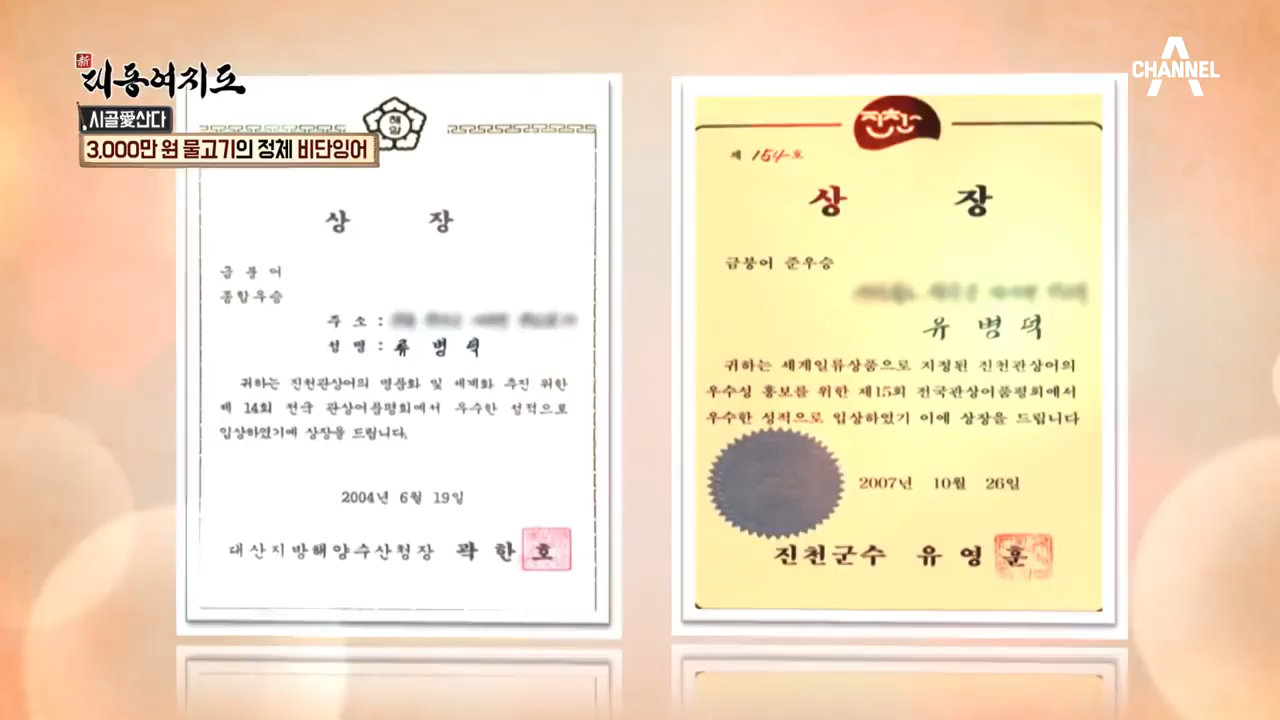 新 대동여지도
시골愛산다
3,000만 원 물고기의 정체 비단잉어
CHANNEL A
해양
상 장
금 붕 어
종합우승
주 소 :
성 명 : 류 병 덕
귀하는 진천관상어의 명품화 및 세계화 추진 위한
제 14회 전국 관상어품평회에서 우수한 성적으로
입상하였기에 상장을 드립니다.
2004년 6월 19일
대산지방해양수산청장 곽 한 호
진천
제 154 호
상 장
금붕어 준우승
유 병 덕
귀하는 세계일류상품으로 지정된 진천관상어의
우수성 홍보를 위한 제15회 전국관상어품평회에서
우수한 성적으로 입상하였기 이에 상장을 드립니다
2007년 10월 26일
진천군수 유 영 훈